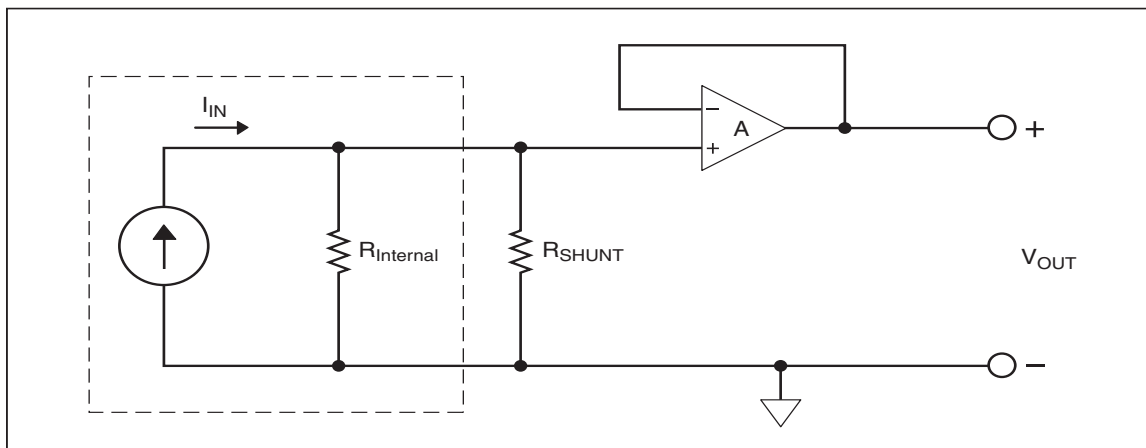 I_IN
−
A
+
+
R_Internal
R_SHUNT
V_OUT
−